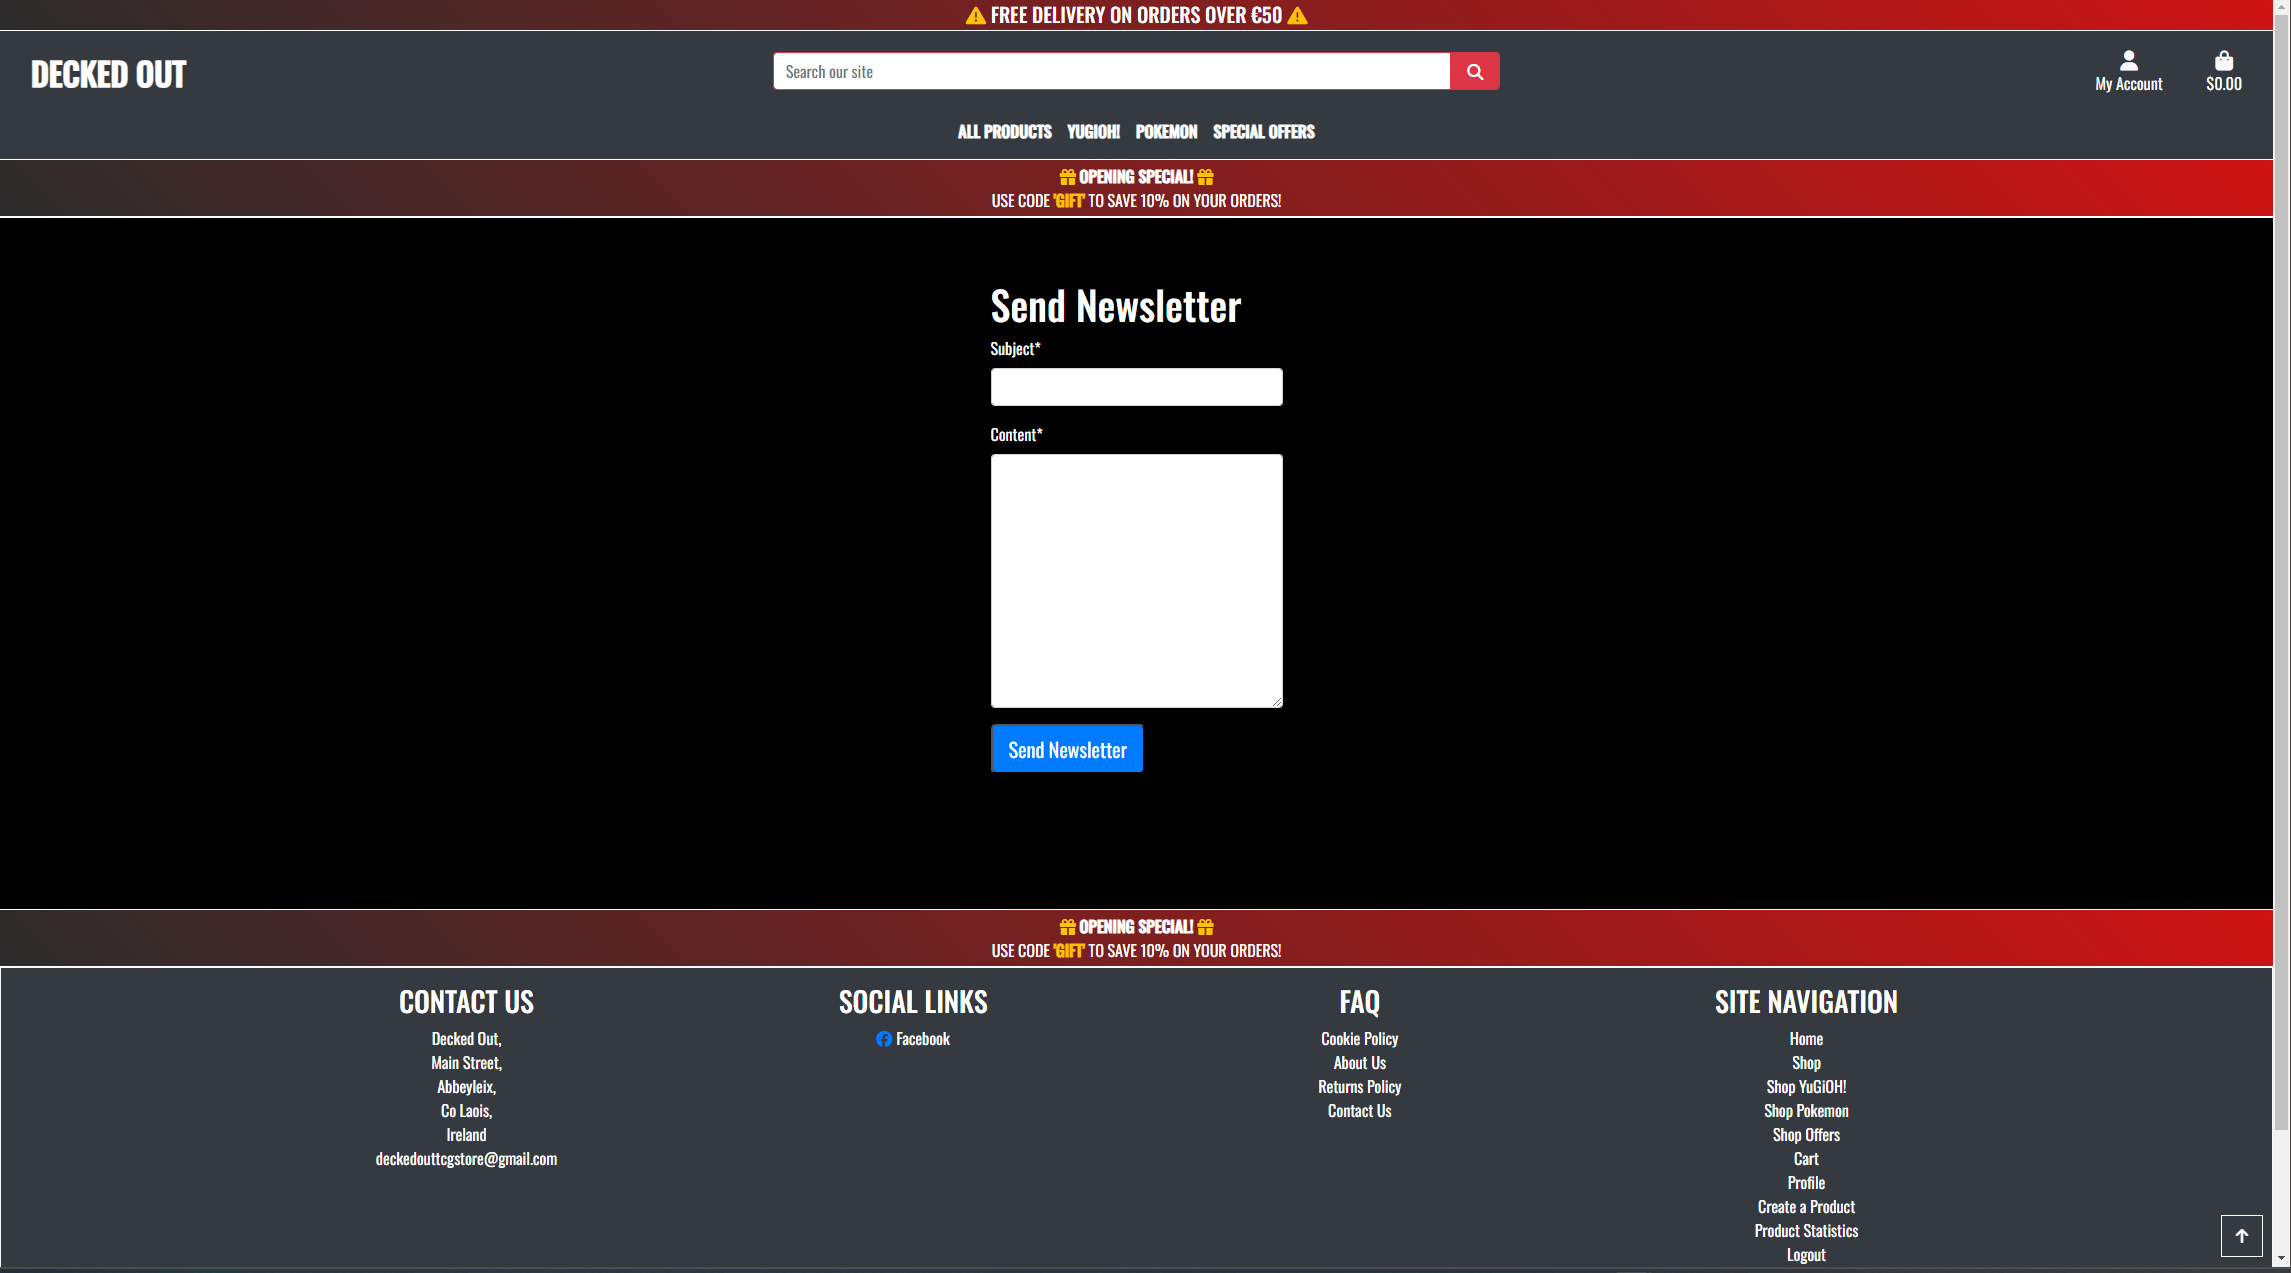 FREE DELIVERY ON ORDERS OVER €50
DECKED OUT
Search our site
My Account
$0.00
ALL PRODUCTS YUGIOH! POKEMON SPECIAL OFFERS
OPENING SPECIAL!
USE CODE 'GIFT' TO SAVE 10% ON YOUR ORDERS!
Send Newsletter
Subject*
Content*
Send Newsletter
OPENING SPECIAL!
USE CODE 'GIFT' TO SAVE 10% ON YOUR ORDERS!
CONTACT US
Decked Out,
Main Street,
Abbeyleix,
Co Laois,
Ireland
deckedouttcgstore@gmail.com
SOCIAL LINKS
Facebook
FAQ
Cookie Policy
About Us
Returns Policy
Contact Us
SITE NAVIGATION
Home
Shop
Shop YuGiOH!
Shop Pokemon
Shop Offers
Cart
Profile
Create a Product
Product Statistics
Logout